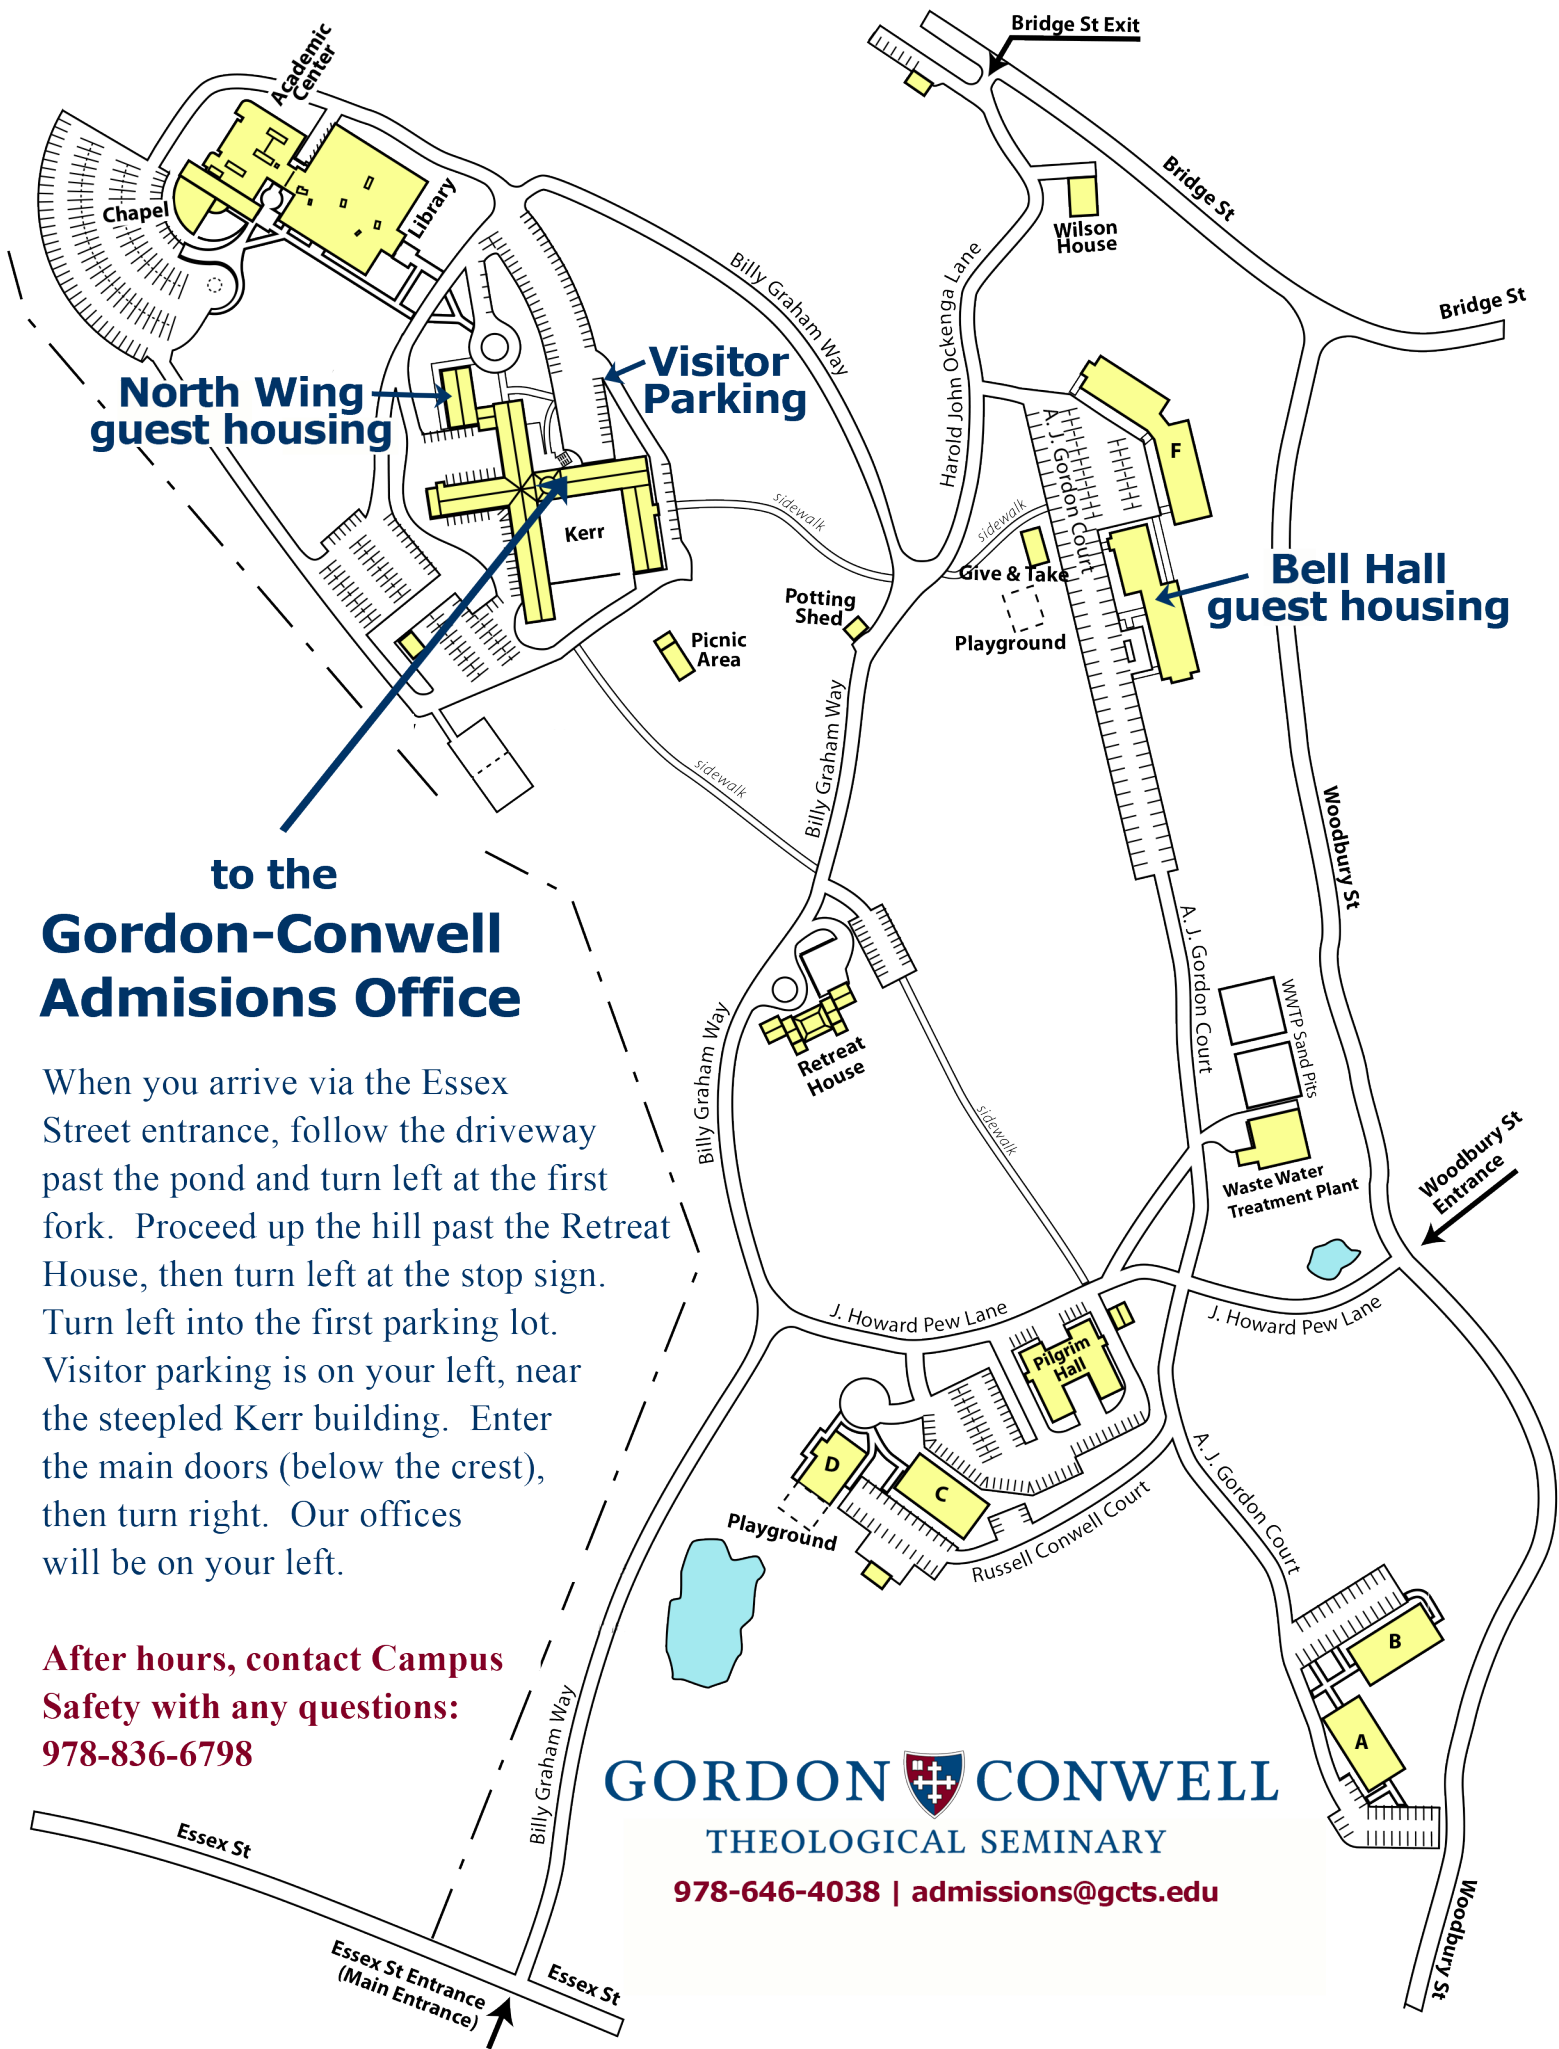 Bridge St Exit
Academic
Center
Bridge St
Chapel
Library
Wilson
House
Billy Graham Way
Harold John Ockenga Lane
Bridge St
Visitor
Parking
North Wing
guest housing
A. J. Gordon Court
F
sidewalk
sidewalk
Kerr
Give & Take
Bell Hall
guest housing
Potting
Shed
Playground
Picnic
Area
Billy Graham Way
sidewalk
Woodbury St
to the
Gordon-Conwell
Admisions Office
A. J. Gordon Court
WWTP Sand Pits
Retreat
House
Billy Graham Way
sidewalk
When you arrive via the Essex
Street entrance, follow the driveway
past the pond and turn left at the first
fork.  Proceed up the hill past the Retreat
House, then turn left at the stop sign.
Turn left into the first parking lot.
Visitor parking is on your left, near
the steepled Kerr building.  Enter
the main doors (below the crest),
then turn right.  Our offices
will be on your left.
Woodbury St
Entrance
Waste Water
Treatment Plant
J. Howard Pew Lane
J. Howard Pew Lane
Pilgrim
Hall
D
C
Playground
A. J. Gordon Court
Russell Conwell Court
B
A
After hours, contact Campus
Safety with any questions:
978-836-6798
Billy Graham Way
GORDON CONWELL
THEOLOGICAL SEMINARY
978-646-4038 | admissions@gcts.edu
Essex St
Essex St Entrance
(Main Entrance)
Essex St
Woodbury St